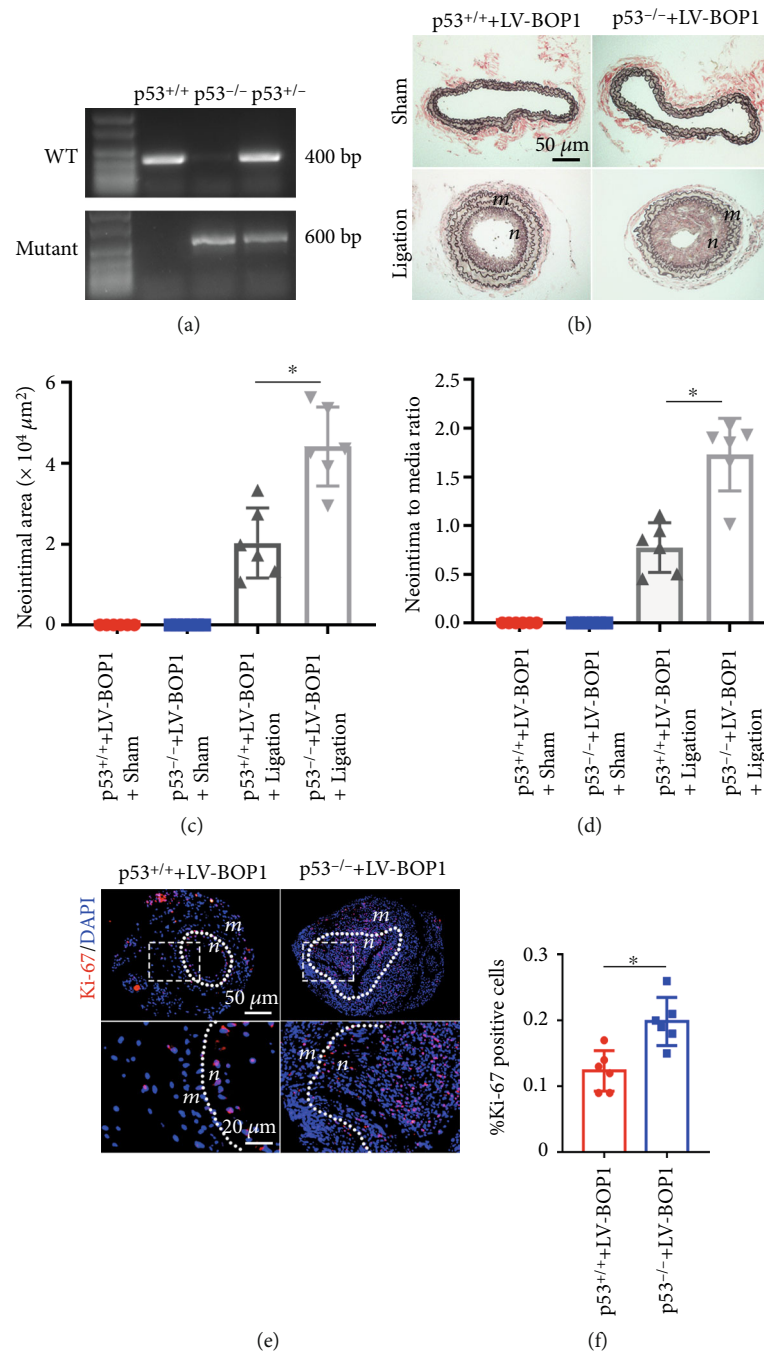 p53+/+ p53−/− p53+/−
WT
400 bp
Mutant
600 bp
(a)
p53+/++LV-BOP1 p53−/−+LV-BOP1
Sham
50 μm
Ligation
m
n
m
n
(b)
Neointimal area (× 10⁴ μm²)
6
4
2
0
*
p53+/++LV-BOP1
+ Sham
p53−/−+LV-BOP1
+ Sham
p53+/++LV-BOP1
+ Ligation
p53−/−+LV-BOP1
+ Ligation
(c)
Neointima to media ratio
2.5
2.0
1.5
1.0
0.5
0.0
*
p53+/++LV-BOP1
+ Sham
p53−/−+LV-BOP1
+ Sham
p53+/++LV-BOP1
+ Ligation
p53−/−+LV-BOP1
+ Ligation
(d)
p53+/++LV-BOP1 p53−/−+LV-BOP1
Ki-67/DAPI
m
n
50 μm
m
n
m
n
20 μm
m
n
(e)
%Ki-67 positive cells
0.3
0.2
0.1
0
*
p53+/++LV-BOP1
p53−/−+LV-BOP1
(f)